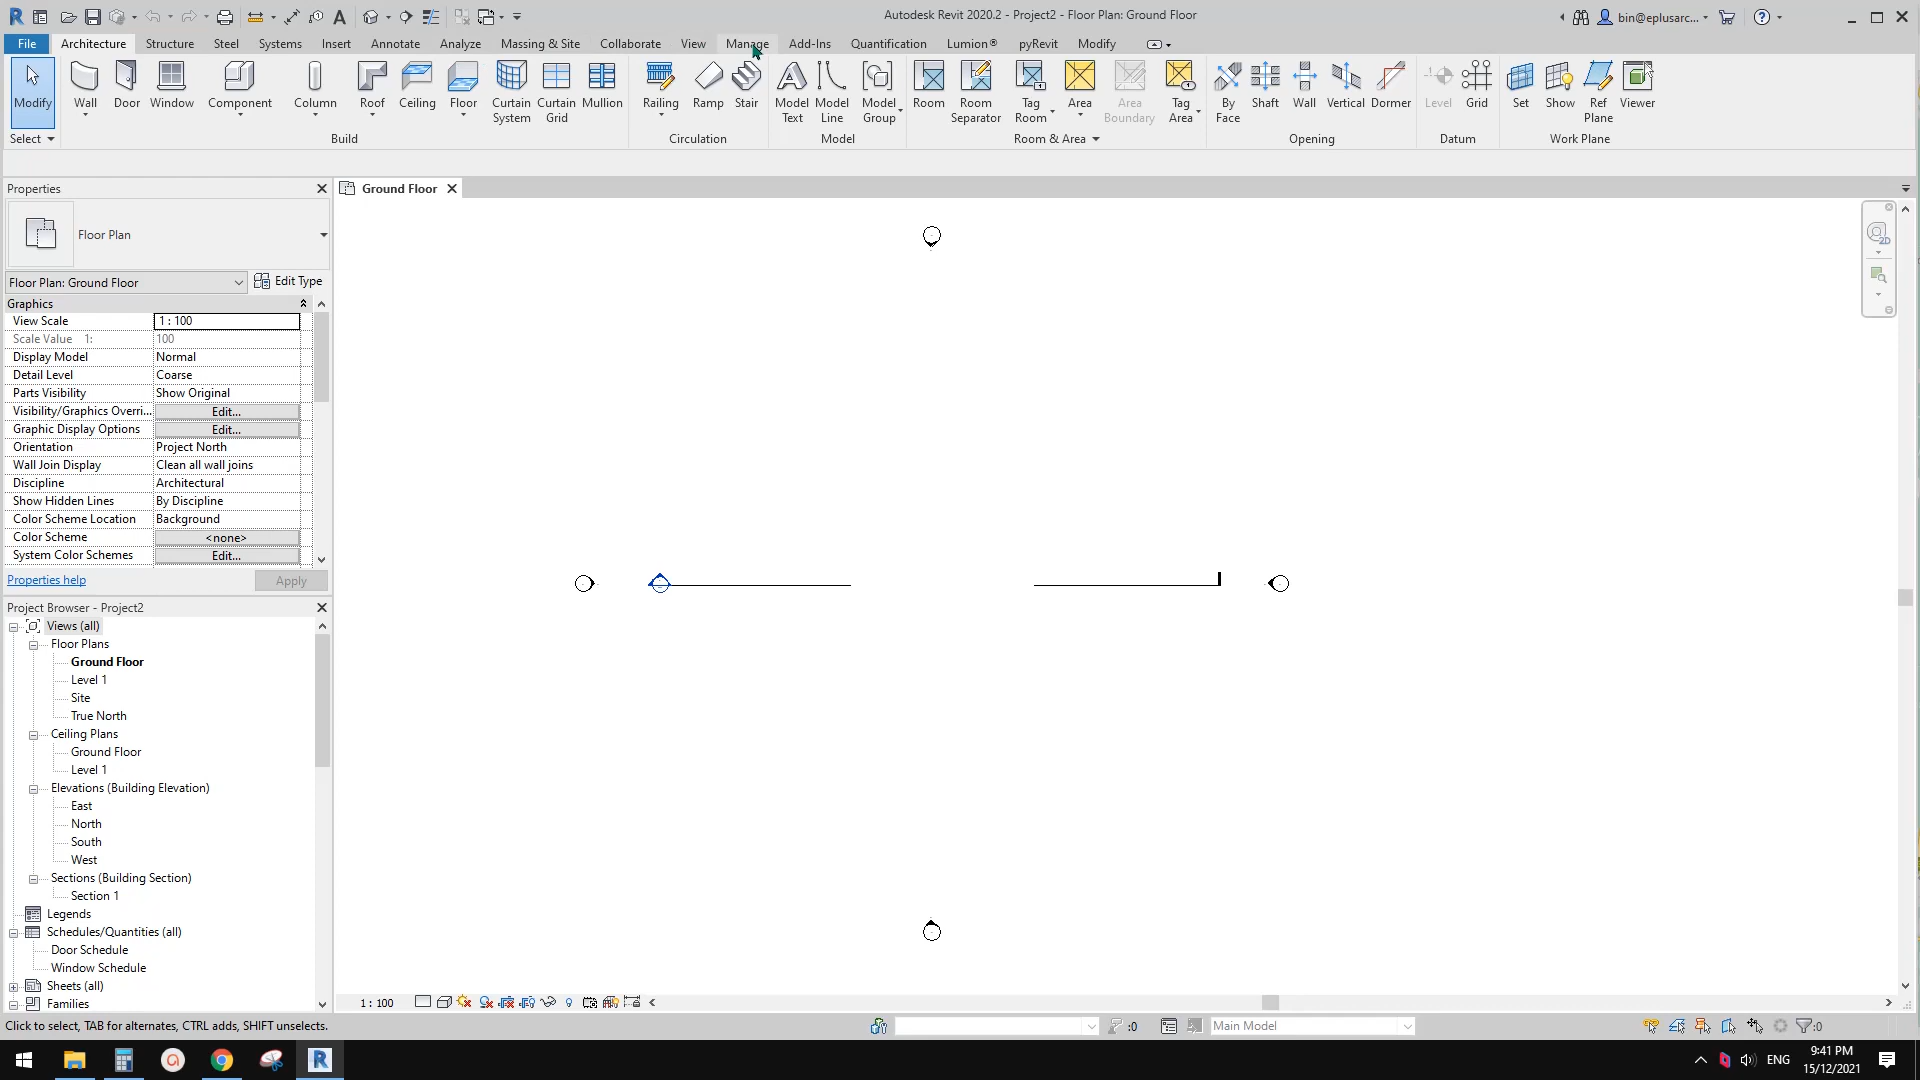 Autodesk Revit 2020.2 - Project2 - Floor Plan: Ground Floor
bin@eplusarc...
File Architecture Structure Steel Systems Insert Annotate Analyze Massing & Site Collaborate View Manage Add-Ins Quantification Lumion® pyRevit Modify
Modify Wall Door Window Component Column Roof Ceiling Floor Curtain System Curtain Grid Mullion Railing Ramp Stair Model Text Model Line Model Group Room Room Separator Tag Room Area Area Boundary Tag Area By Face Shaft Wall Vertical Dormer Level Grid Set Show Ref Plane Viewer
Select Build Circulation Model Room & Area Opening Datum Work Plane
Properties
Ground Floor
Floor Plan
Floor Plan: Ground Floor Edit Type
Graphics
View Scale 1 : 100
Scale Value 1: 100
Display Model Normal
Detail Level Coarse
Parts Visibility Show Original
Visibility/Graphics Overri... Edit...
Graphic Display Options Edit...
Orientation Project North
Wall Join Display Clean all wall joins
Discipline Architectural
Show Hidden Lines By Discipline
Color Scheme Location Background
Color Scheme <none>
System Color Schemes Edit...
Properties help Apply
Project Browser - Project2
Views (all)
Floor Plans
Ground Floor
Level 1
Site
True North
Ceiling Plans
Ground Floor
Level 1
Elevations (Building Elevation)
East
North
South
West
Sections (Building Section)
Section 1
Legends
Schedules/Quantities (all)
Door Schedule
Window Schedule
Sheets (all)
Families
1 : 100
Click to select, TAB for alternates, CTRL adds, SHIFT unselects.
:0
Main Model
:0
2D
ENG
9:41 PM
15/12/2021